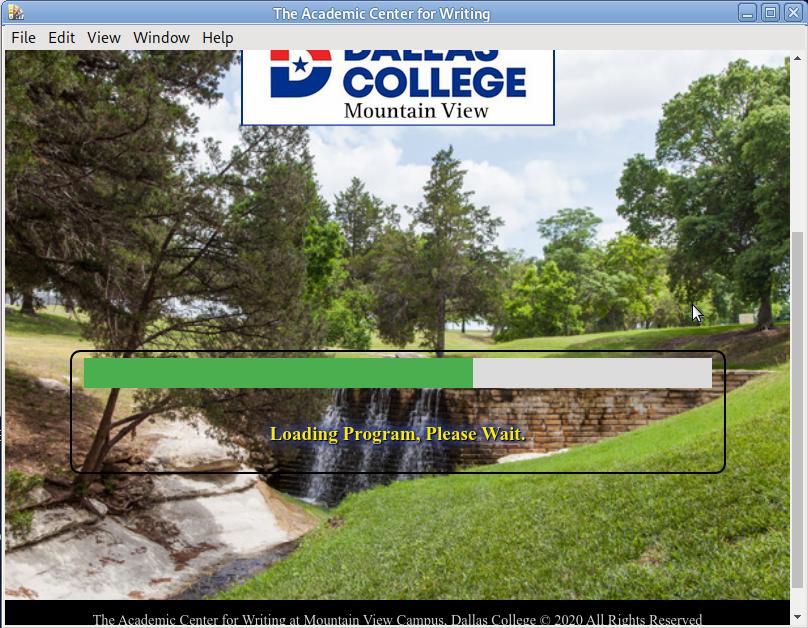 The Academic Center for Writing
File Edit View Window Help
DALLAS
COLLEGE
Mountain View
Loading Program, Please Wait.
The Academic Center for Writing at Mountain View Campus, Dallas College © 2020 All Rights Reserved